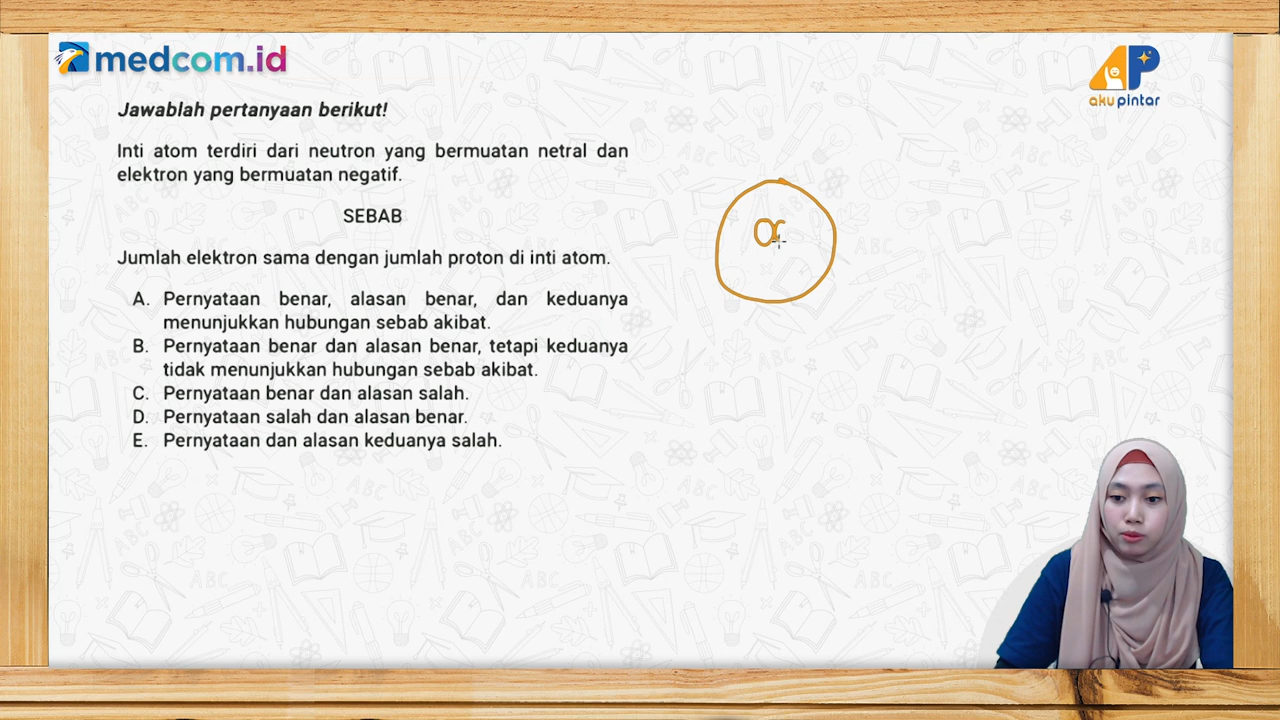 medcom.id
AP
aku pintar
Jawablah pertanyaan berikut!
Inti atom terdiri dari neutron yang bermuatan netral dan
elektron yang bermuatan negatif.
SEBAB
Jumlah elektron sama dengan jumlah proton di inti atom.
A. Pernyataan benar, alasan benar, dan keduanya
menunjukkan hubungan sebab akibat.
B. Pernyataan benar dan alasan benar, tetapi keduanya
tidak menunjukkan hubungan sebab akibat.
C. Pernyataan benar dan alasan salah.
D. Pernyataan salah dan alasan benar.
E. Pernyataan dan alasan keduanya salah.